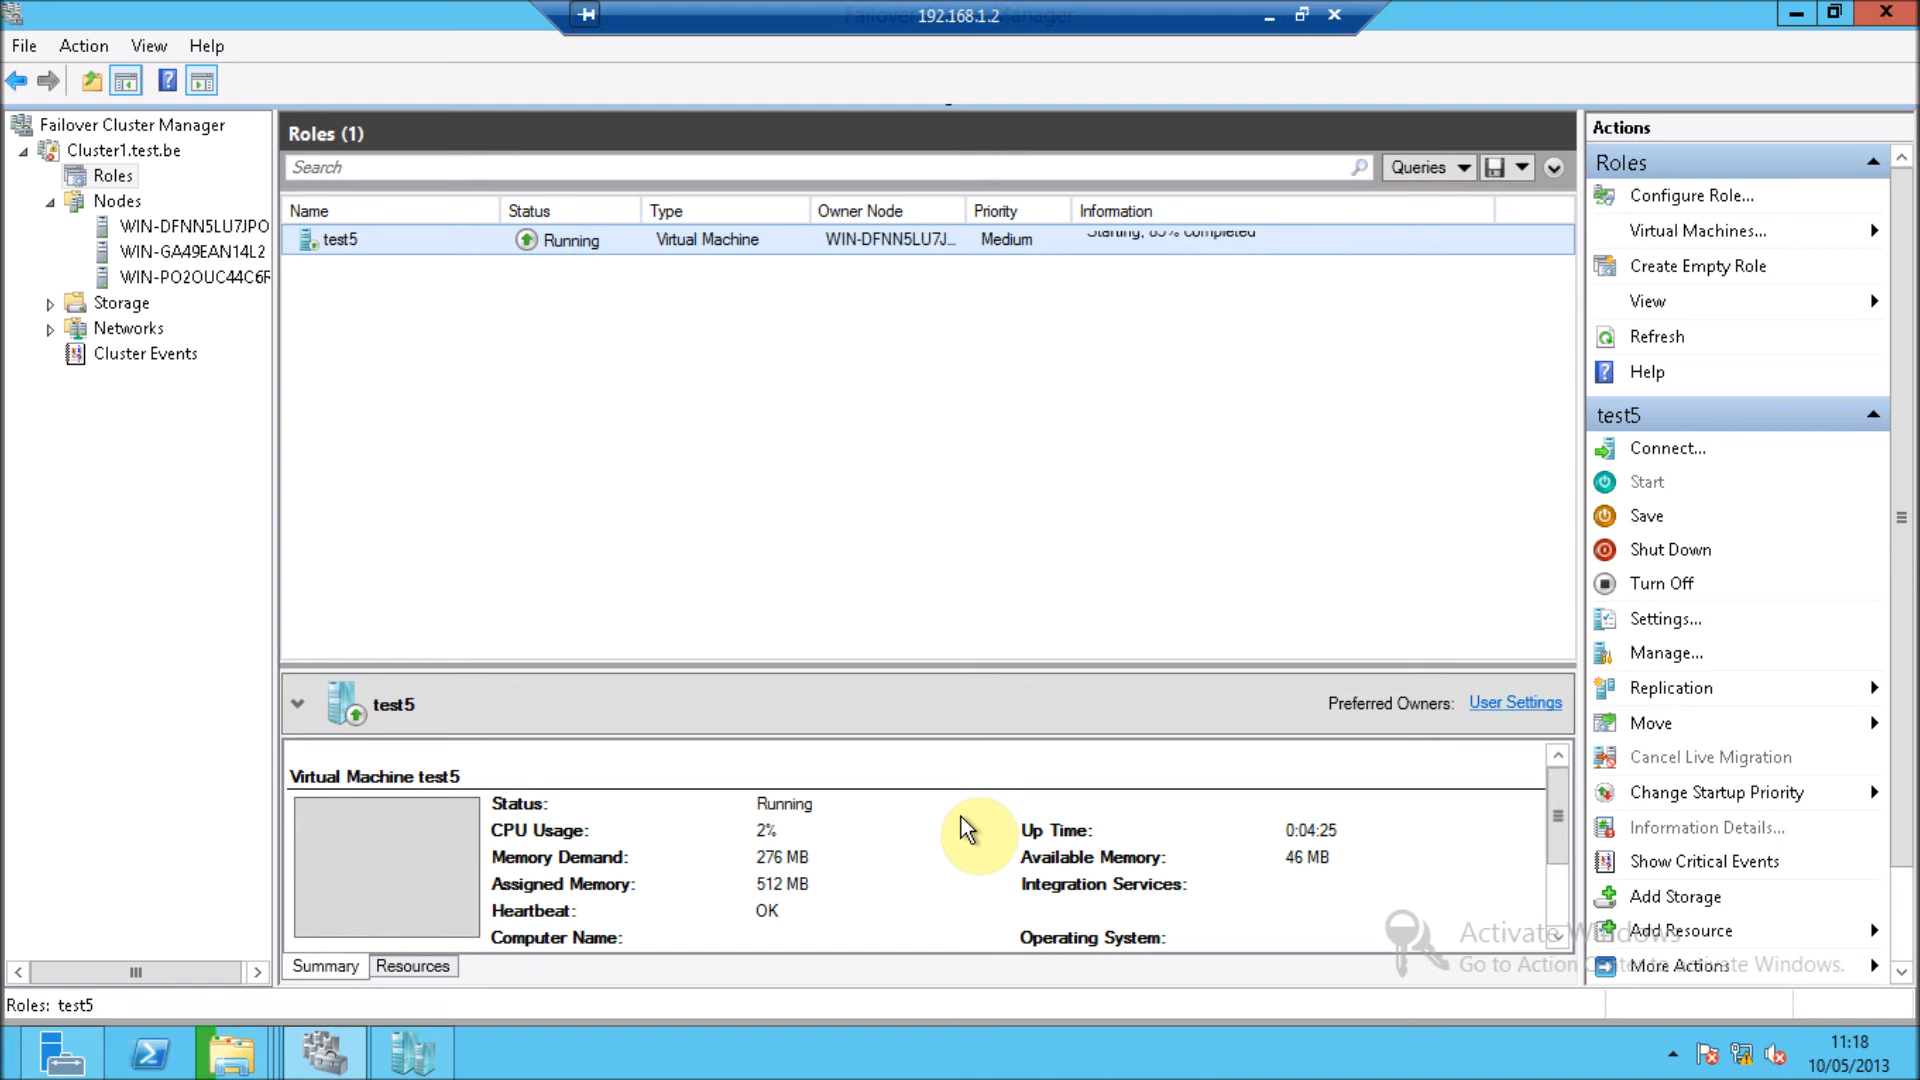 192.168.1.2
File Action View Help
Failover Cluster Manager
Cluster1.test.be
Roles
Nodes
WIN-DFNN5LU7JPO
WIN-GA49EAN14L2
WIN-PO2OUC44C6F
Storage
Networks
Cluster Events
Roles (1)
Search
Queries
Name Status Type Owner Node Priority Information
test5 Running Virtual Machine WIN-DFNN5LU7J... Medium Starting, 85% completed
test5
Preferred Owners: User Settings
Virtual Machine test5
Status: Running
CPU Usage: 2%
Up Time: 0:04:25
Memory Demand: 276 MB
Available Memory: 46 MB
Assigned Memory: 512 MB
Integration Services:
Heartbeat: OK
Computer Name:
Operating System:
Summary Resources
Actions
Roles
Configure Role...
Virtual Machines...
Create Empty Role
View
Refresh
Help
test5
Connect...
Start
Save
Shut Down
Turn Off
Settings...
Manage...
Replication
Move
Cancel Live Migration
Change Startup Priority
Information Details...
Show Critical Events
Add Storage
Add Resource
More Actions
Activate Windows
Go to Action Center to activate Windows.
Roles: test5
11:18
10/05/2013